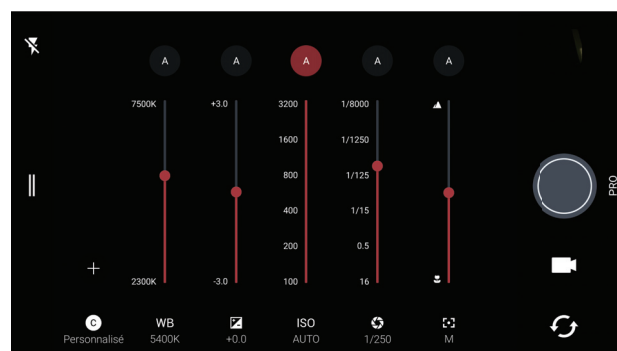 A A A A A
7500K +3.0 3200 1/8000
1600 1/1250
800 1/125
400 1/15
200 0.5
2300K -3.0 100 16
C WB ISO
Personnalisé 5400K +0.0 AUTO 1/250 M
PRO